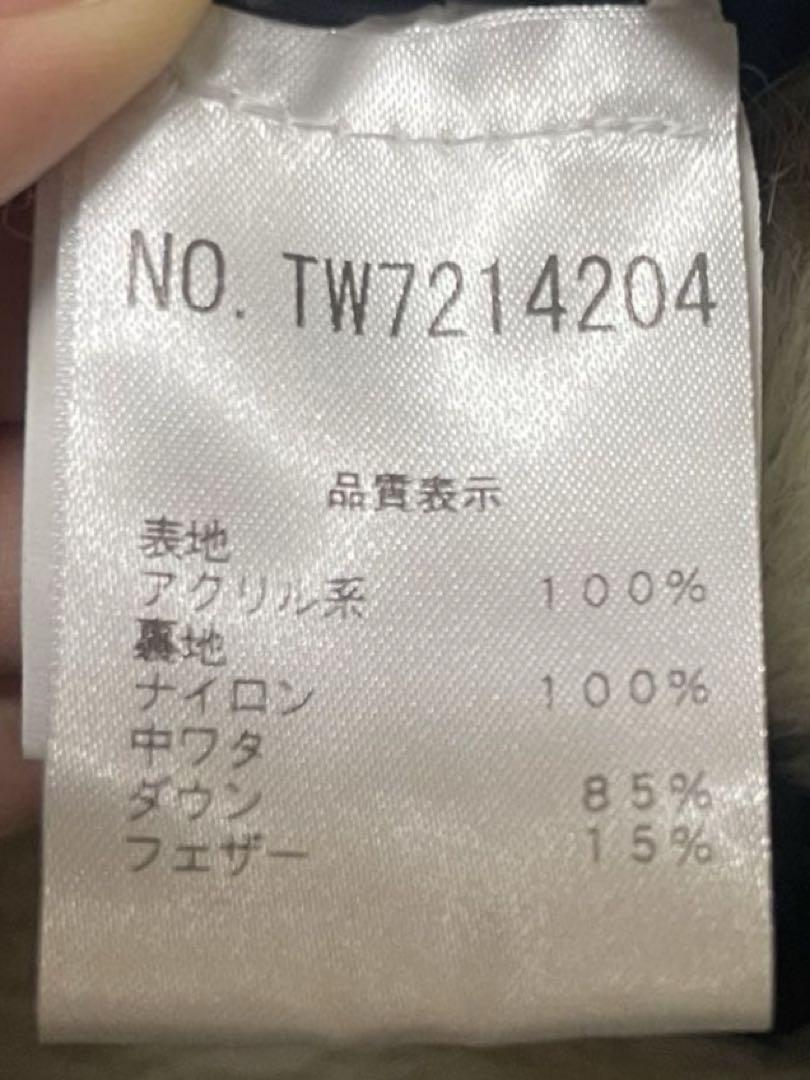 NO. TW7214204
品質表示
表地
アクリル系 100%
裏地
ナイロン 100%
中ワタ
ダウン 85%
フエザー 15%